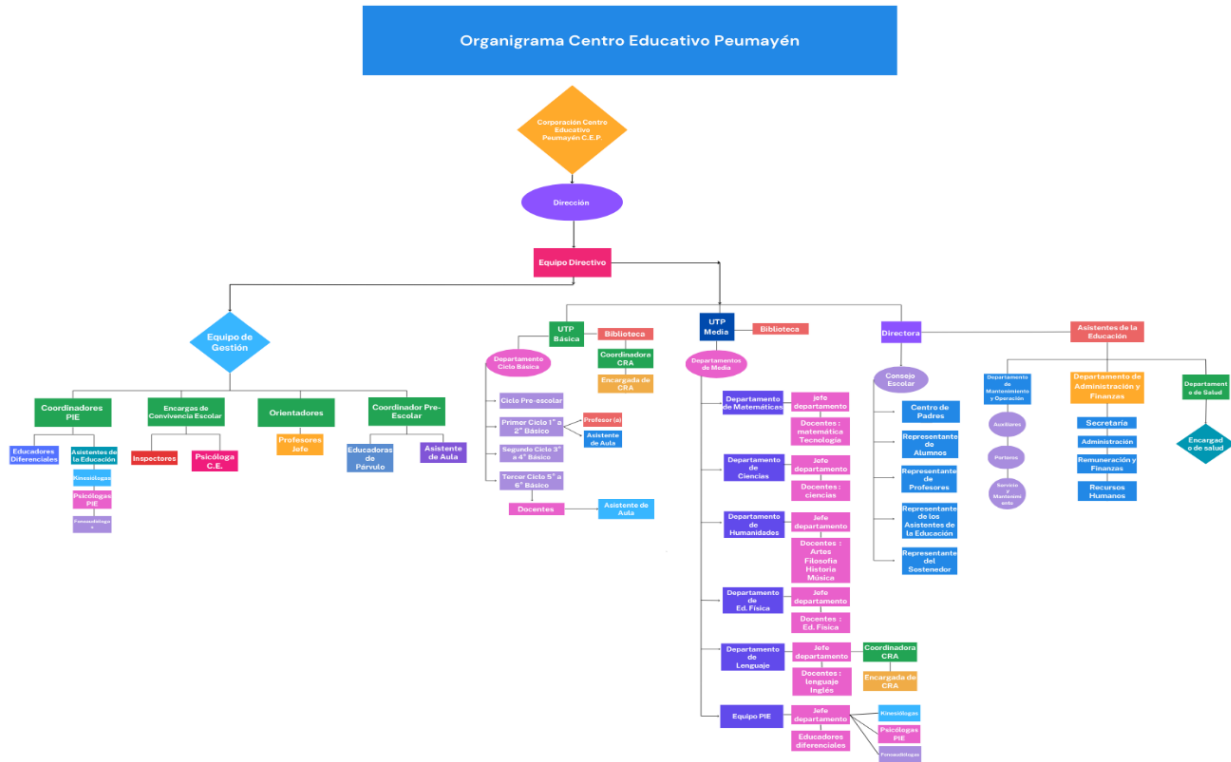 Organigrama Centro Educativo Peumayén
Corporación Centro
Educativo
Peumayén C.E.P.
Dirección
Equipo Directivo
Equipo de
Gestión
Coordinadores
PIE
Educadores
Diferenciales
Asistentes de
la Educación
Kinesiólogas
Psicólogas
PIE
Encargas de
Convivencia Escolar
Inspectores
Psicóloga
C.E.
Orientadores
Profesores
Jefe
Coordinador Pre-
Escolar
Educadoras
de
Párvulo
Asistente
de Aula
UTP
Básica
Biblioteca
Coordinadora
CRA
Encargada de
CRA
Departamento
Ciclo Básica
Ciclo Pre-escolar
Primer Ciclo 1° a
2° Básico
Profesor (a)
Asistente
de Aula
Segundo Ciclo 3°
a 4° Básico
Tercer Ciclo 5° a
6° Básico
Docentes
Asistente de
Aula
UTP
Media
Biblioteca
Departamentos
de Media
Departamento
de Matemáticas
jefe
departamento
Docentes :
matemática
Tecnología
Departamento
de
Ciencias
Jefe
departamento
Docentes :
ciencias
Departamento
de
Humanidades
Jefe
departamento
Docentes :
Artes
Filosofía
Historia
Música
Departamento
de
Ed. Física
Jefe
departamento
Docentes :
Ed. Física
Departamento
de
Lenguaje
Jefe
departamento
Docentes :
lenguaje
Inglés
Coordinadora
CRA
Encargada de
CRA
Equipo PIE
Jefe
departamento
Educadores
diferenciales
Kinesiólogas
Psicólogas
PIE
Fonoaudiólogas
Directora
Consejo
Escolar
Centro de
Padres
Representante
de
Alumnos
Representante
de
Profesores
Representante
de los
Asistentes de
la Educación
Representante
del
Sostenedor
Asistentes de la
Educación
Departamento
de
Mantenimiento
y Operación
Auxiliares
Porteros
Departamento de
Administración y
Finanzas
Secretaría
Administración
Remuneración y
Finanzas
Recursos
Humanos
Departament
o de Salud
Encargad
o de salud